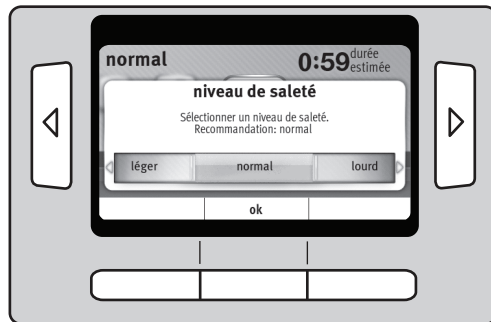 normal 0:59 durée estimée
niveau de saleté
Sélectionner un niveau de saleté.
Recommandation: normal
léger normal lourd
ok